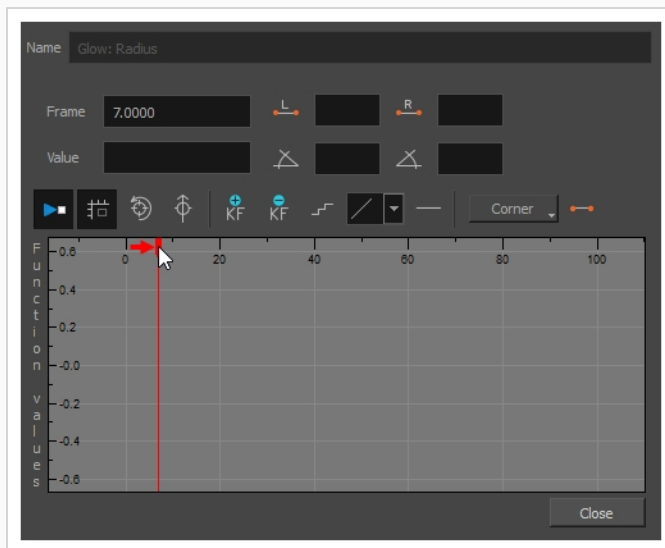 Name Glow: Radius
Frame 7.0000 L R
Value
KF KF Corner
Function values
0 20 40 60 80 100
-0.6
-0.4
-0.2
-0.0
-0.2
-0.4
-0.6
Close